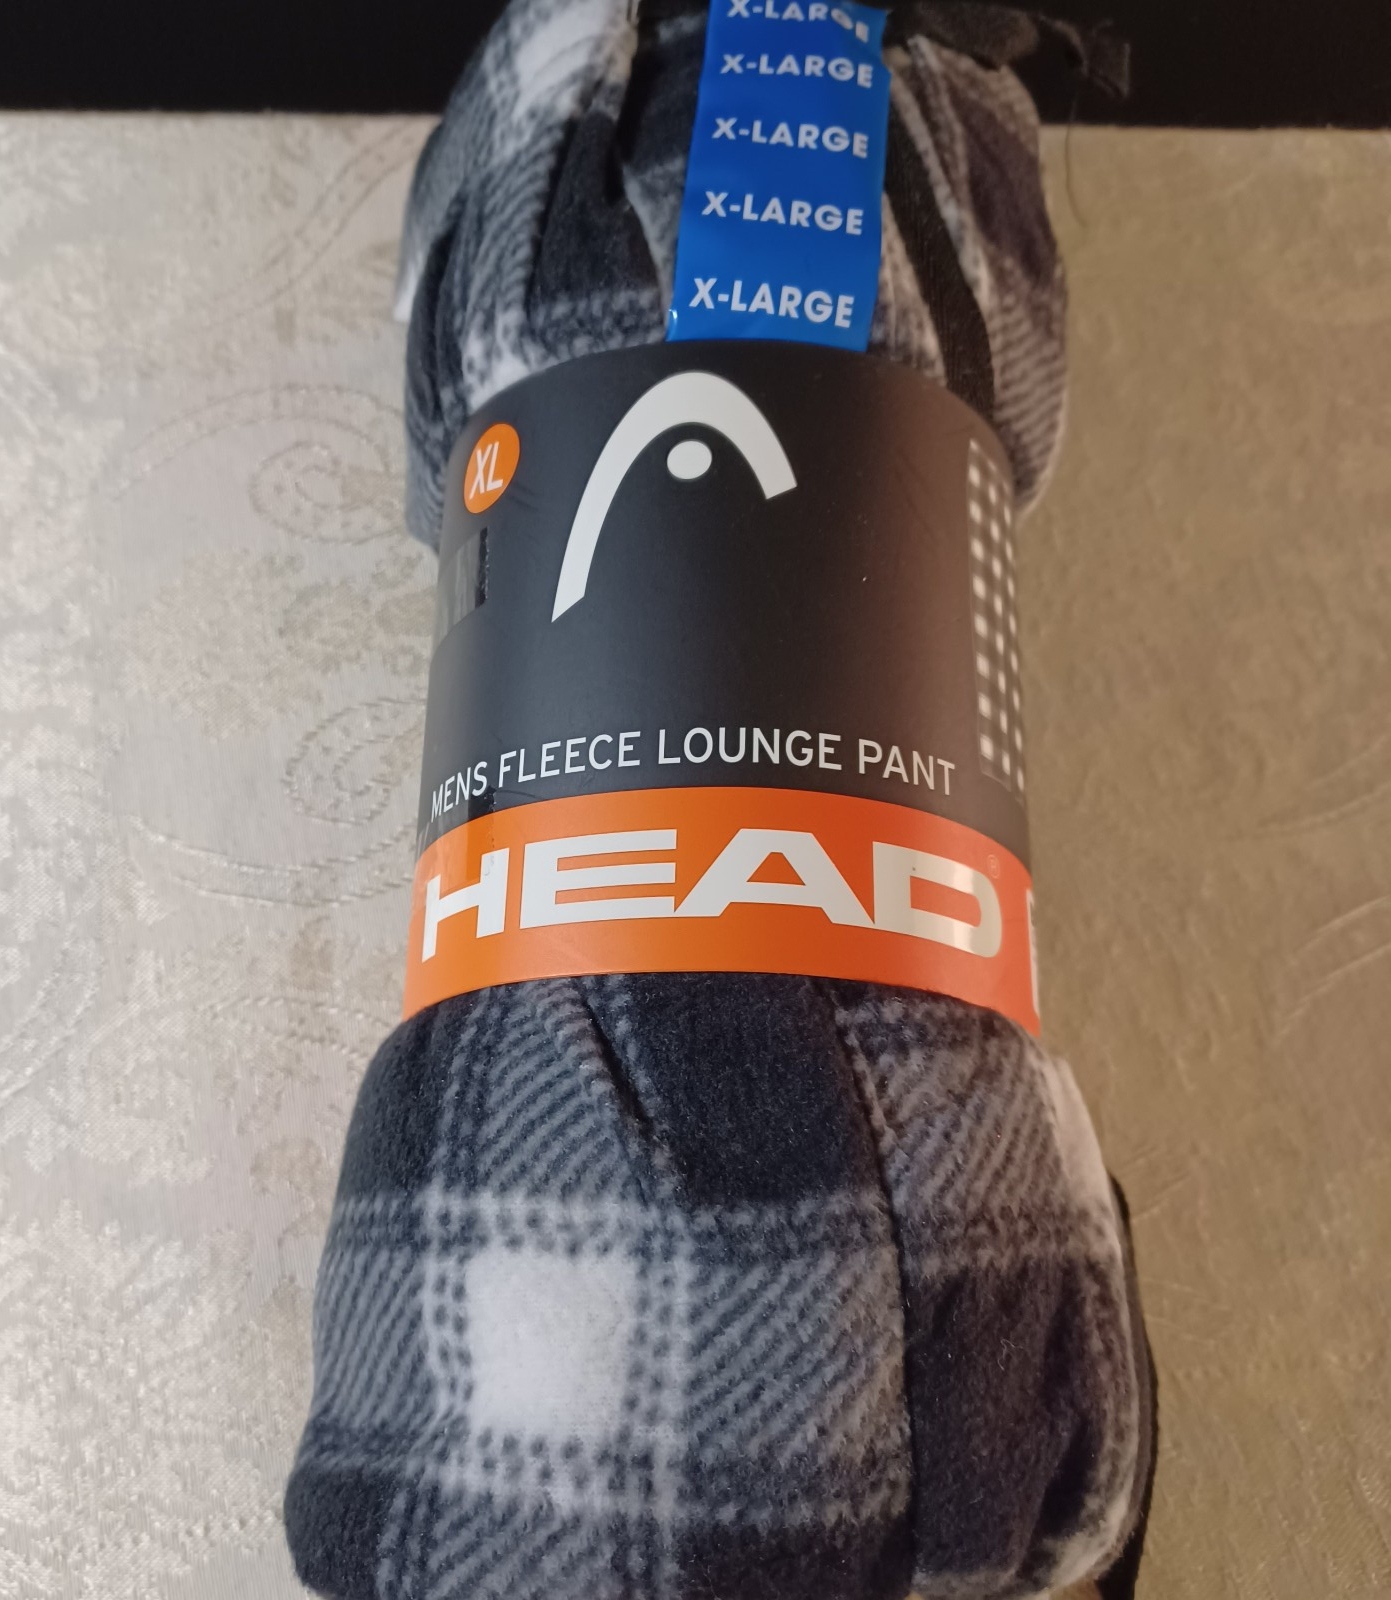 X-LARGE
X-LARGE
X-LARGE
X-LARGE
X-LARGE
XL
MENS FLEECE LOUNGE PANT
HEAD®